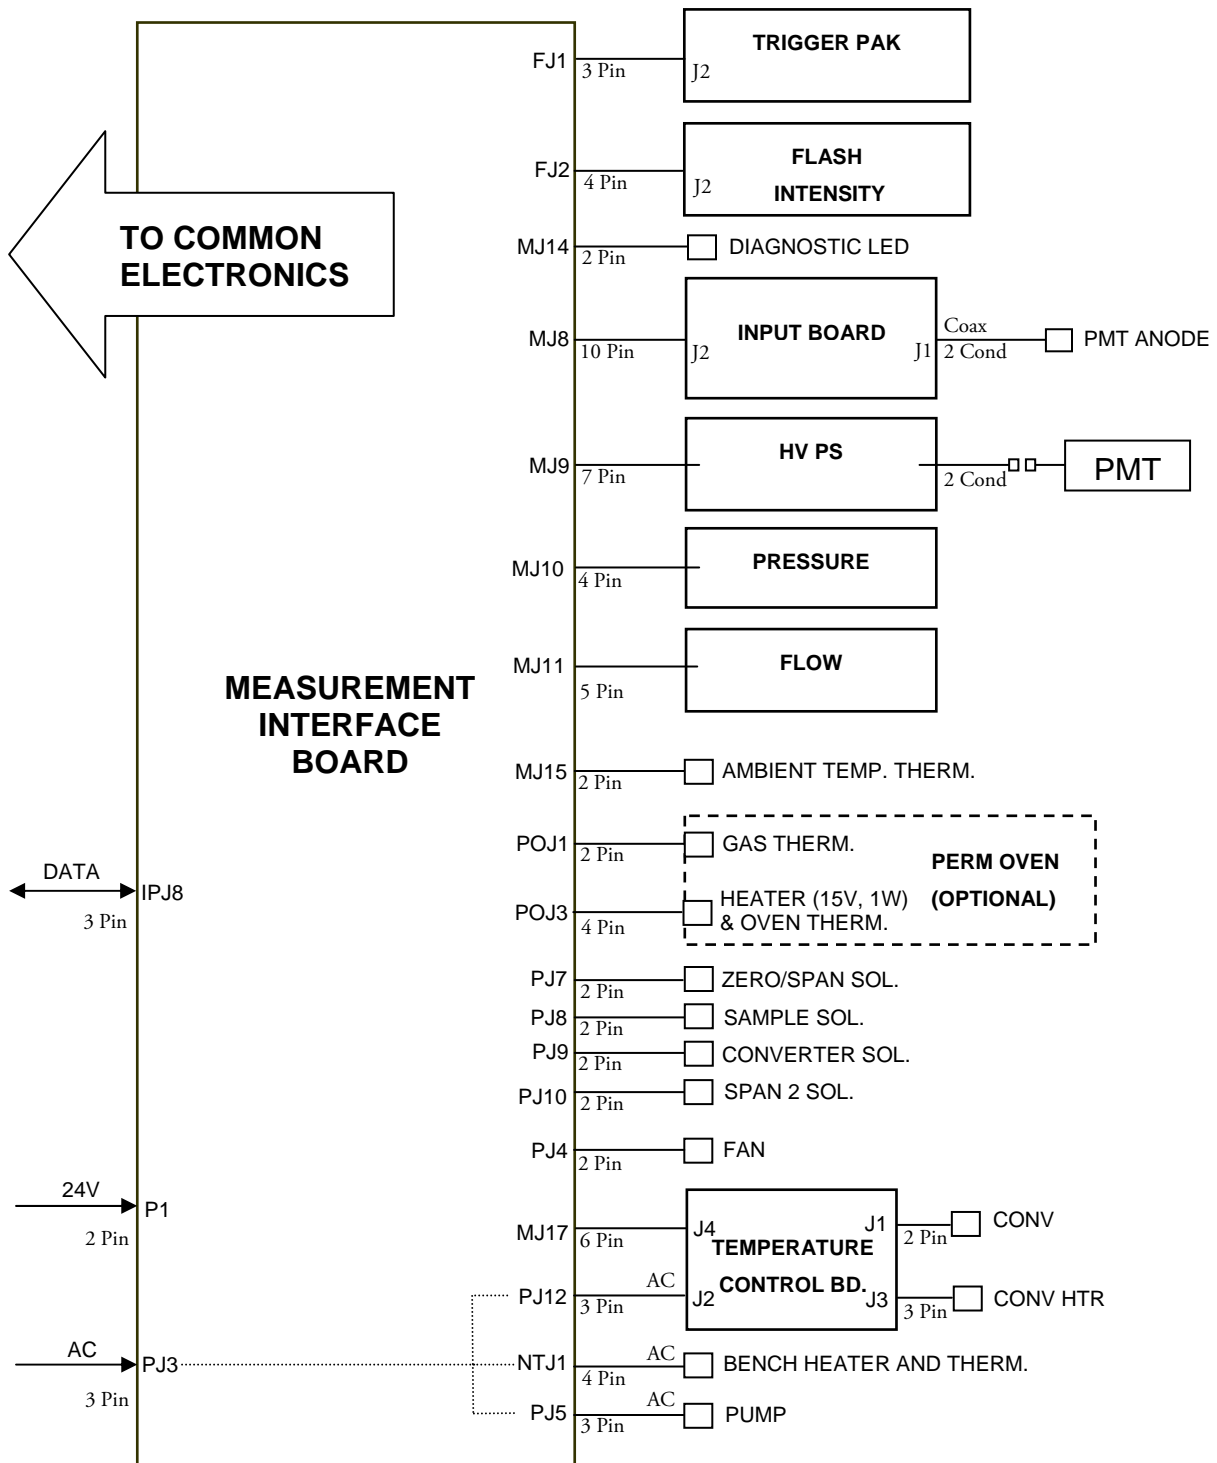 TRIGGER PAK
FJ1
3 Pin
J2
FLASH
INTENSITY
FJ2
4 Pin
J2
TO COMMON
ELECTRONICS
MJ14
2 Pin
DIAGNOSTIC LED
INPUT BOARD
MJ8
10 Pin
J2
J1
Coax
2 Cond
PMT ANODE
HV PS
MJ9
7 Pin
2 Cond
PMT
PRESSURE
MJ10
4 Pin
FLOW
MJ11
5 Pin
MEASUREMENT
INTERFACE
BOARD
MJ15
2 Pin
AMBIENT TEMP. THERM.
POJ1
2 Pin
GAS THERM.
PERM OVEN
(OPTIONAL)
DATA
IPJ8
3 Pin
POJ3
4 Pin
HEATER (15V, 1W)
& OVEN THERM.
PJ7
2 Pin
ZERO/SPAN SOL.
PJ8
2 Pin
SAMPLE SOL.
PJ9
2 Pin
CONVERTER SOL.
PJ10
2 Pin
SPAN 2 SOL.
PJ4
2 Pin
FAN
24V
P1
2 Pin
MJ17
6 Pin
J4
J1
2 Pin
CONV
TEMPERATURE
CONTROL BD.
PJ12
3 Pin
AC
J2
J3
3 Pin
CONV HTR
AC
PJ3
3 Pin
NTJ1
4 Pin
AC
BENCH HEATER AND THERM.
PJ5
3 Pin
AC
PUMP